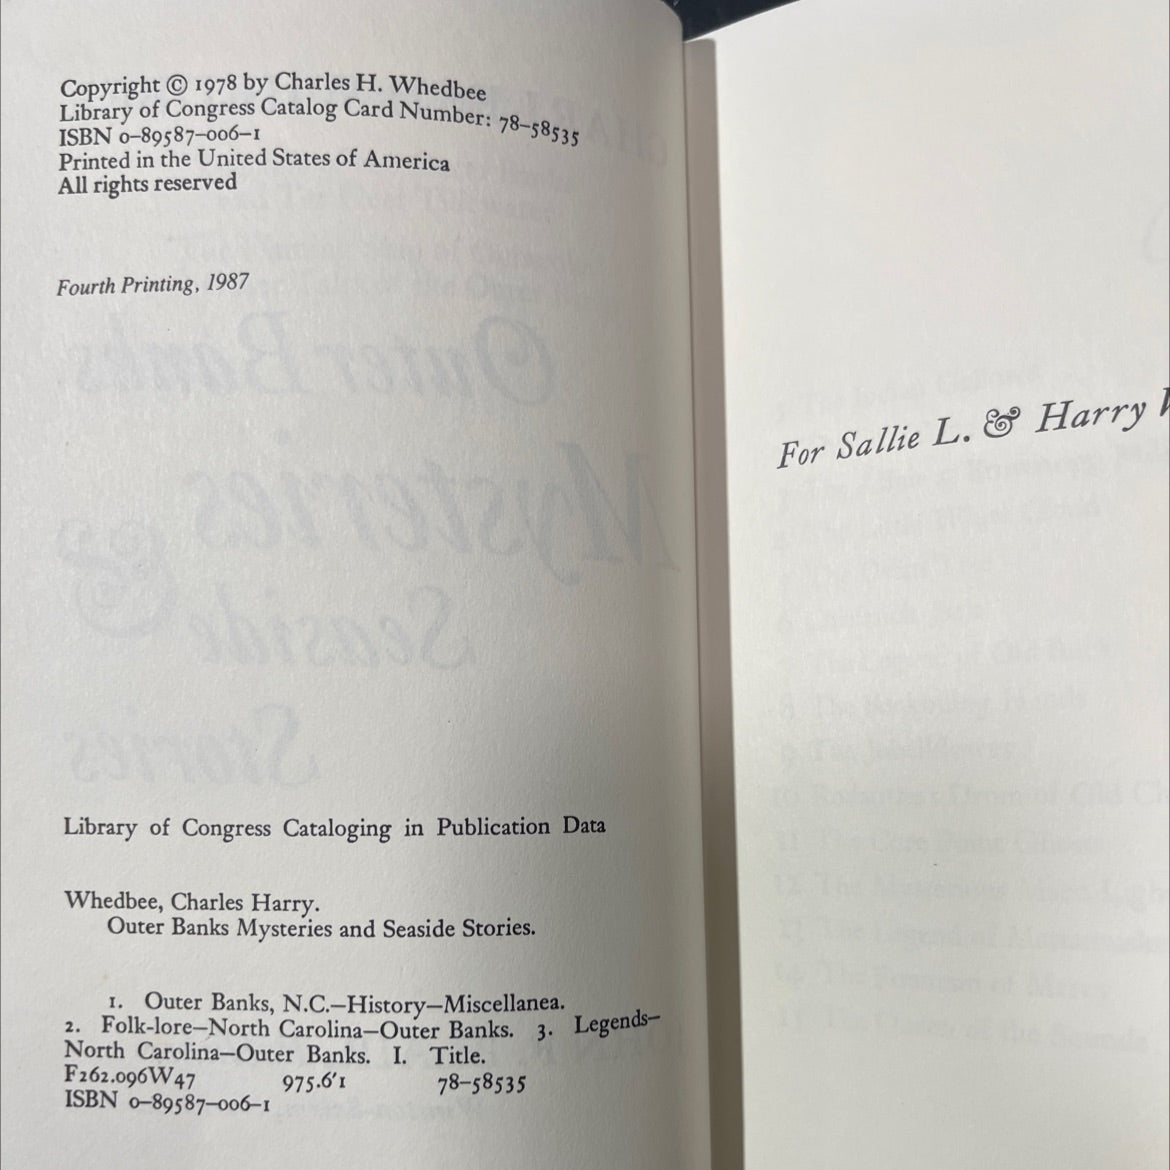 Copyright © 1978 by Charles H. Whedbee
Library of Congress Catalog Card Number: 78–58535
ISBN 0–89587–006–1
Printed in the United States of America
All rights reserved
Fourth Printing, 1987
Library of Congress Cataloging in Publication Data
Whedbee, Charles Harry.
Outer Banks Mysteries and Seaside Stories.
1. Outer Banks, N.C.—History—Miscellanea.
2. Folk-lore—North Carolina—Outer Banks. 3. Legends—
North Carolina—Outer Banks. I. Title.
F262.096W47 975.6'1 78–58535
ISBN 0–89587–006–1
For Sallie L. & Harry